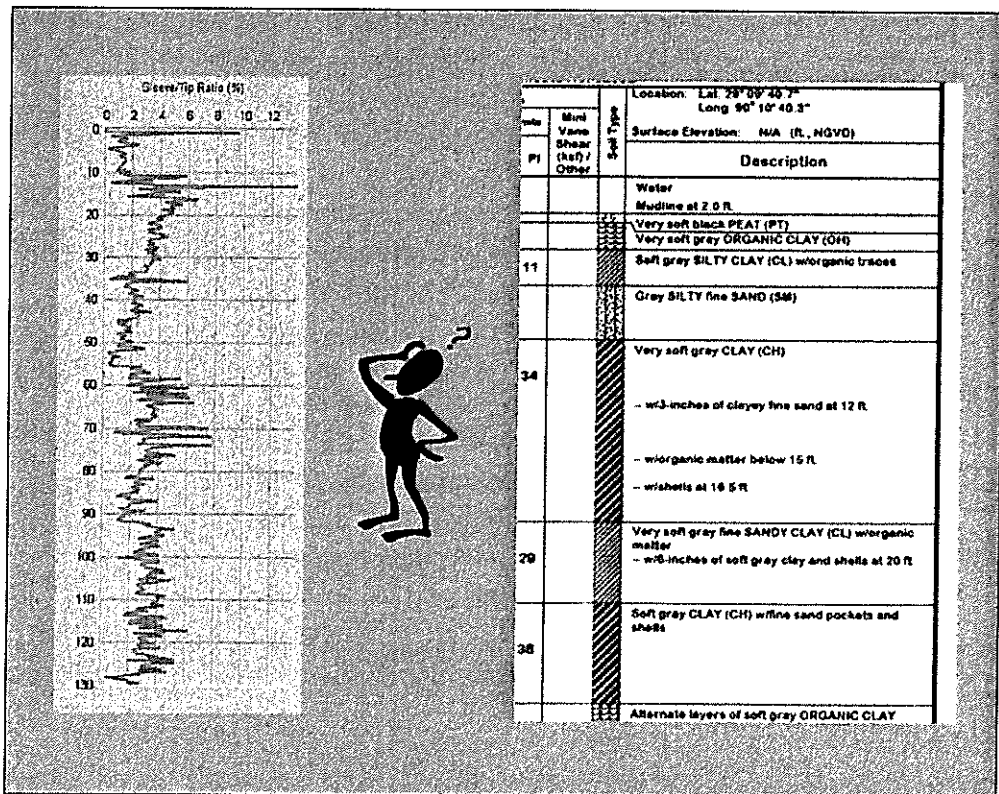 Sleeve/Tip Ratio (%)
0 2 4 6 8 10 12
0
10
20
30
40
50
60
70
80
90
100
110
120
130
?
Location: Lat. 29° 09' 40.7"
Long 90° 10' 40.3"
Surface Elevation: N/A (ft., NGVD)
PI
Mini
Vane
Shear
(ksf) /
Other
Soil Type
Description
Water
Mudline at 2.0 ft.
Very soft black PEAT (PT)
Very soft gray ORGANIC CLAY (OH)
11
Soft gray SILTY CLAY (CL) w/organic traces
Gray SILTY fine SAND (SM)
34
Very soft gray CLAY (CH)
- w/3-inches of clayey fine sand at 12 ft.
- w/organic matter below 15 ft.
- w/shells at 16.5 ft
29
Very soft gray fine SANDY CLAY (CL) w/organic
matter
- w/6-inches of soft gray clay and shells at 20 ft
38
Soft gray CLAY (CH) w/fine sand pockets and
shells
Alternate layers of soft gray ORGANIC CLAY